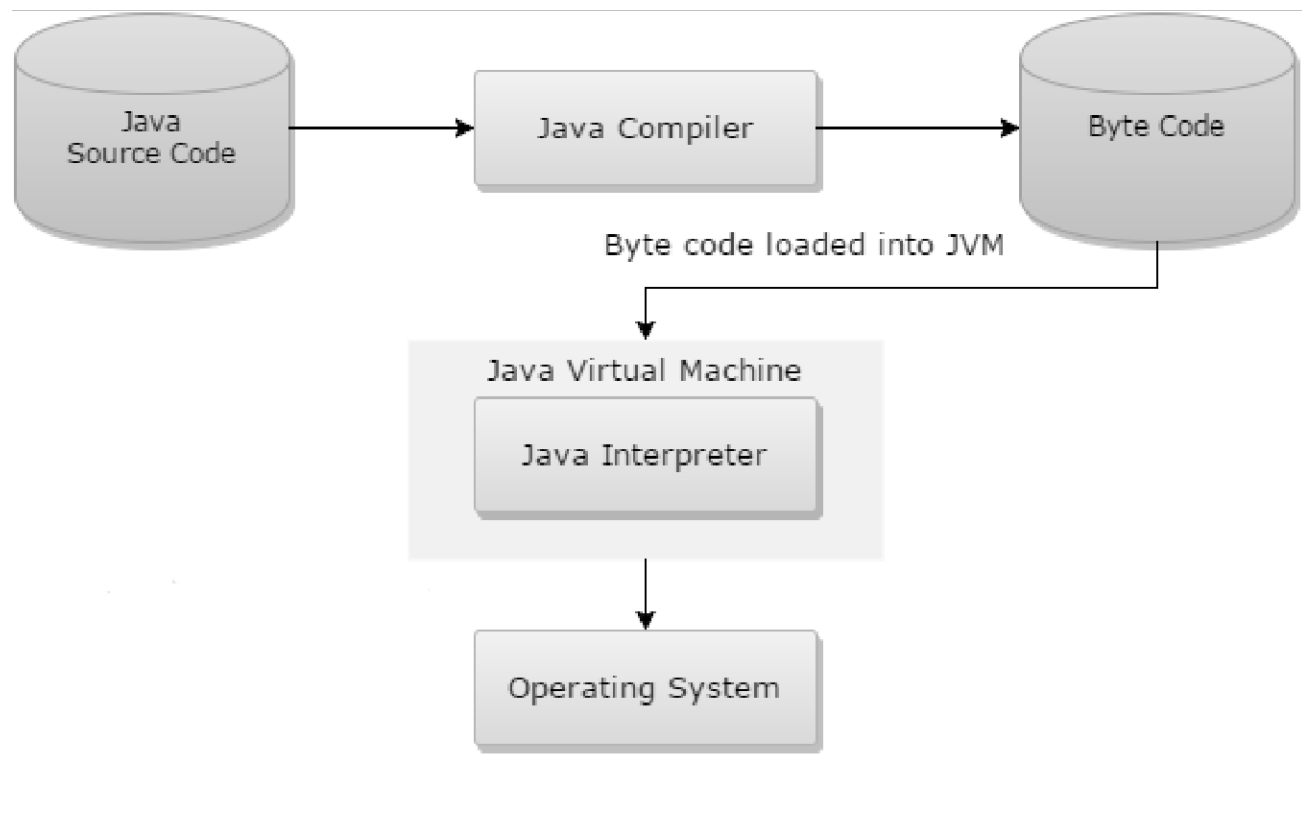 Java
Source Code
Java Compiler
Byte Code
Byte code loaded into JVM
Java Virtual Machine
Java Interpreter
Operating System